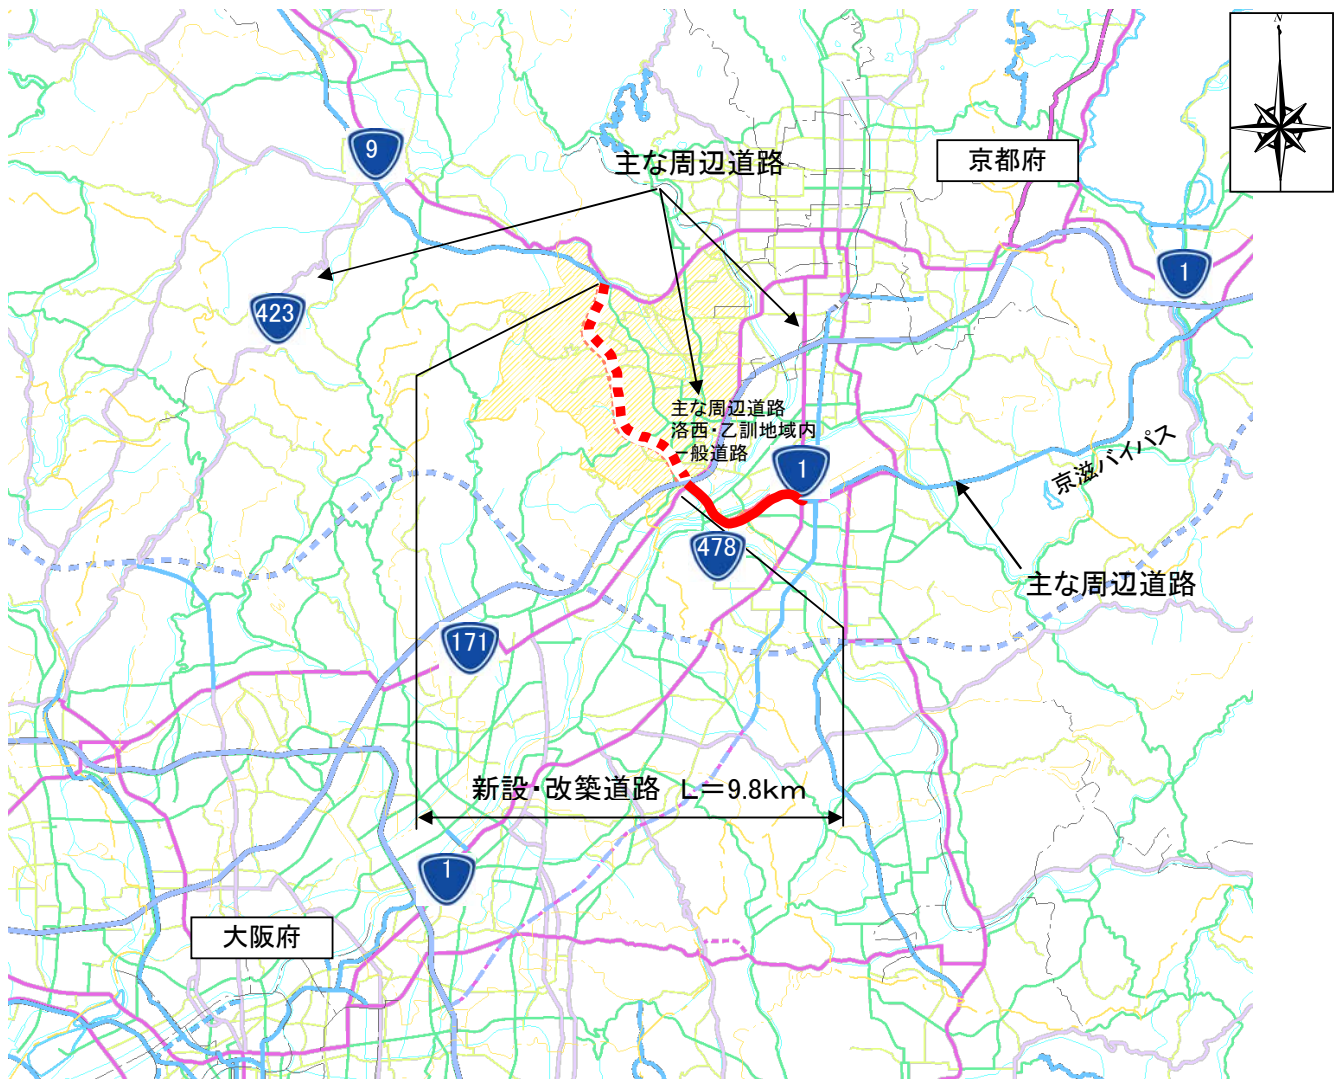 N
9
主な周辺道路
京都府
1
423
主な周辺道路
洛西・乙訓地域内
一般道路
1
京滋バイパス
478
主な周辺道路
171
新設・改築道路　L＝9.8km
1
大阪府